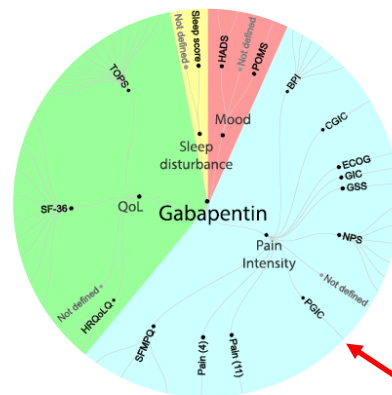 Not defined
Sleep score
HADS
Not defined
POMS
TOPS
BPI
CGIC
Mood
Sleep
disturbance
ECOG
GIC
GSS
SF-36
QoL
Gabapentin
NPS
Pain
Intensity
Not defined
Not defined
HRQoLQ
PGIC
SFMPQ
Pain (4)
Pain (11)